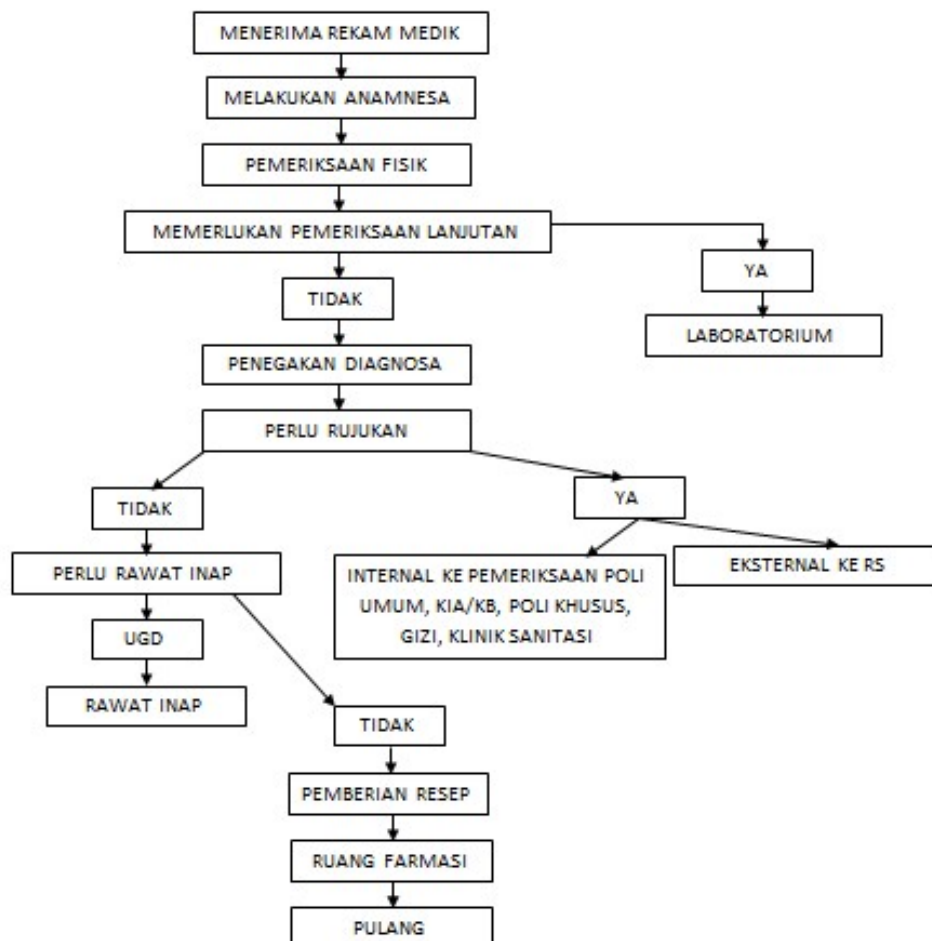 MENERIMA REKAM MEDIK
MELAKUKAN ANAMNESA
PEMERIKSAAN FISIK
MEMERLUKAN PEMERIKSAAN LANJUTAN
YA
TIDAK
LABORATORIUM
PENEGAKAN DIAGNOSA
PERLU RUJUKAN
TIDAK
YA
PERLU RAWAT INAP
INTERNAL KE PEMERIKSAAN POLI
UMUM, KIA/KB, POLI KHUSUS,
GIZI, KLINIK SANITASI
EKSTERNAL KE RS
UGD
RAWAT INAP
TIDAK
PEMBERIAN RESEP
RUANG FARMASI
PULANG